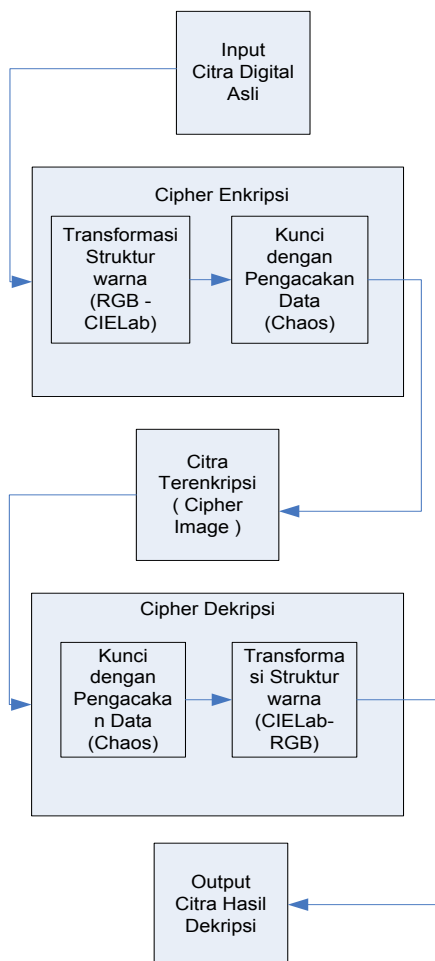 Input
Citra Digital
Asli
Cipher Enkripsi
Transformasi
Struktur
warna
(RGB -
CIELab)
Kunci
dengan
Pengacakan
Data
(Chaos)
Citra
Terenkripsi
( Cipher
Image )
Cipher Dekripsi
Kunci
dengan
Pengacaka
n Data
(Chaos)
Transforma
si Struktur
warna
(CIELab-
RGB)
Output
Citra Hasil
Dekripsi